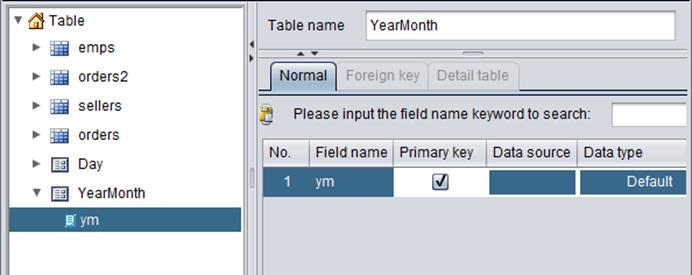 Table
emps
orders2
sellers
orders
Day
YearMonth
ym
Table name YearMonth
Normal Foreign key Detail table
Please input the field name keyword to search:
No. Field name Primary key Data source Data type
1 ym Default